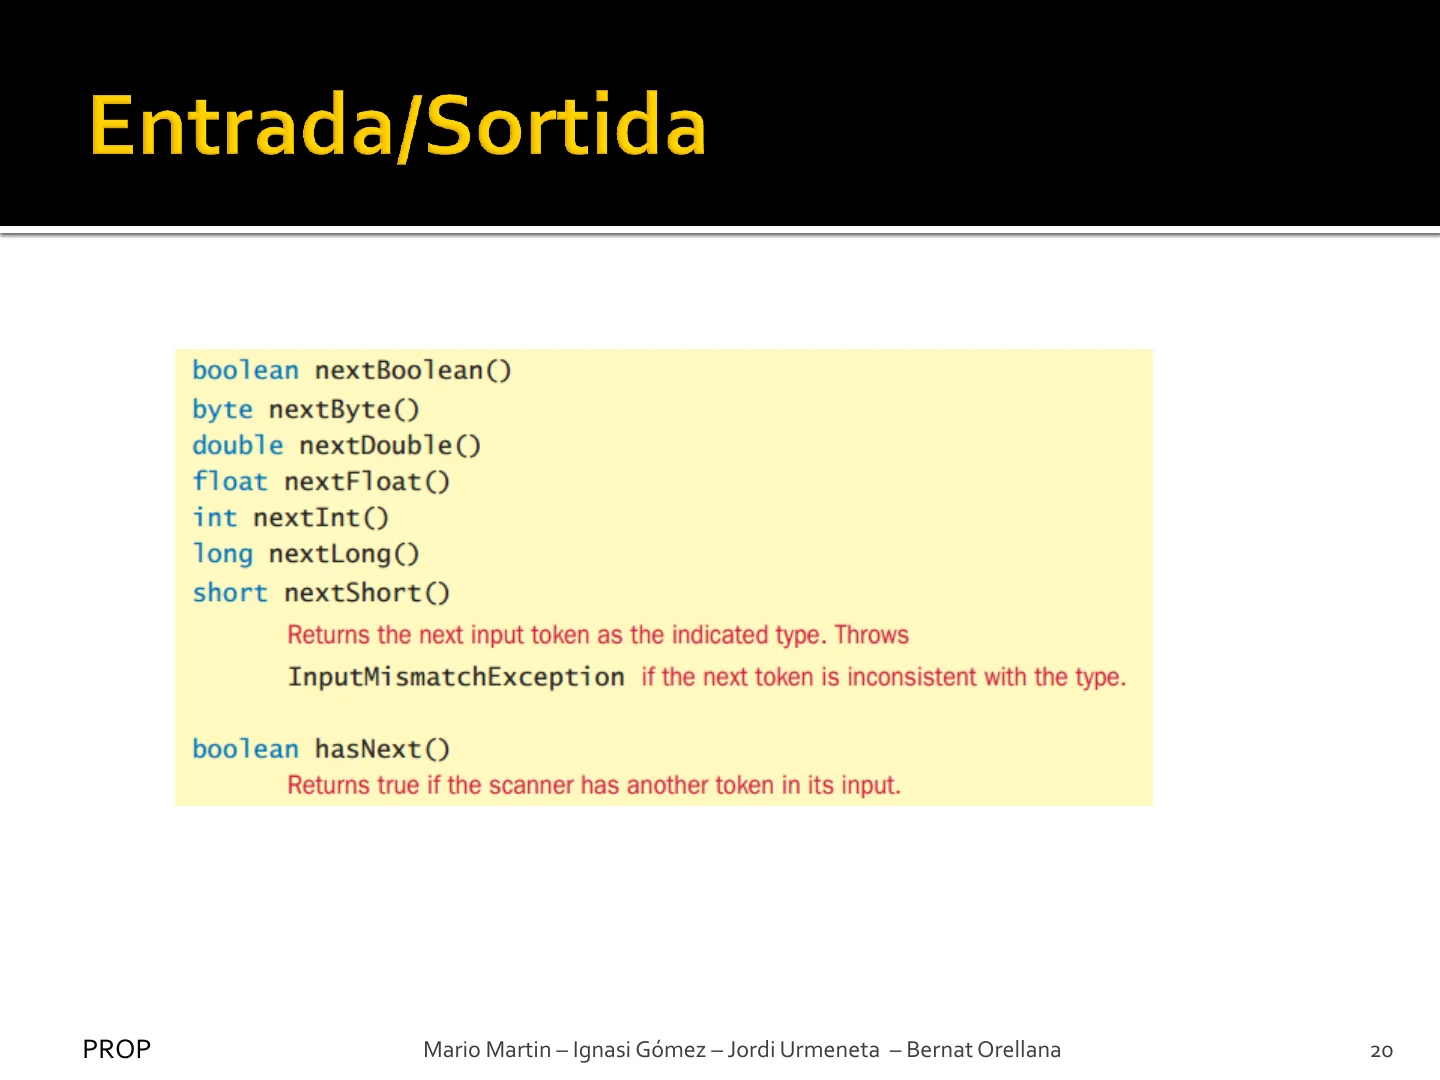 Entrada/Sortida
boolean nextBoolean()
byte nextByte()
double nextDouble()
float nextFloat()
int nextInt()
long nextLong()
short nextShort()
Returns the next input token as the indicated type. Throws
InputMismatchException if the next token is inconsistent with the type.
boolean hasNext()
Returns true if the scanner has another token in its input.
PROP
Mario Martin – Ignasi Gómez – Jordi Urmeneta – Bernat Orellana
20